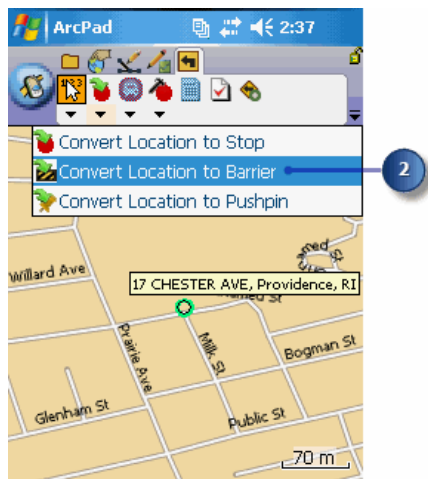 ArcPad 2:37
123
Convert Location to Stop
Convert Location to Barrier
2
Convert Location to Pushpin
Willard Ave
17 CHESTER AVE, Providence, RI
Prairie Ave
Milk St
Bogman St
Glenham St
Public St
70 m